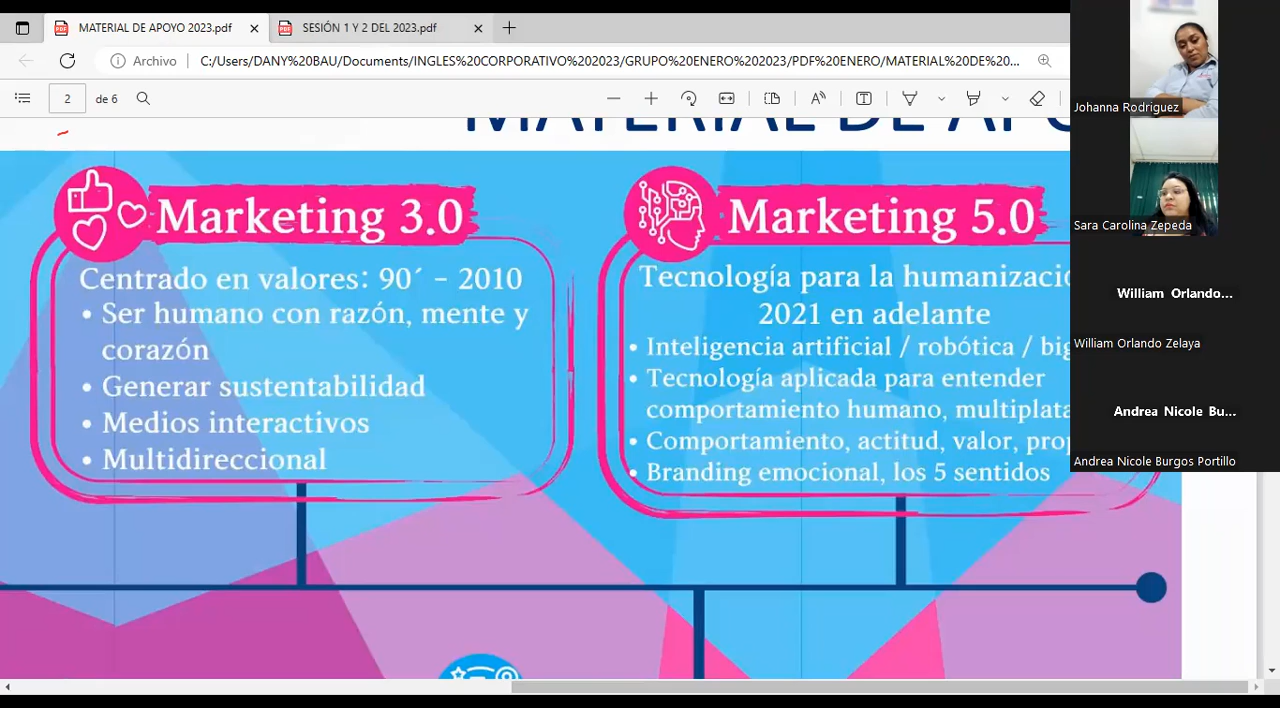 MATERIAL DE APOYO 2023.pdf
SESIÓN 1 Y 2 DEL 2023.pdf
Archivo
C:/Users/DANY%20BAU/Documents/INGLES%20CORPORATIVO%202023/GRUPO%20ENERO%202023/PDF%20ENERO/MATERIAL%20DE%20...
2
de 6
MATERIAL DE APO
Marketing 3.0
Centrado en valores: 90´ - 2010
• Ser humano con razón, mente y
corazón
• Generar sustentabilidad
• Medios interactivos
• Multidireccional
Marketing 5.0
Tecnología para la humanizacio
2021 en adelante
• Inteligencia artificial / robótica / big
• Tecnología aplicada para entender
comportamiento humano, multiplata
• Comportamiento, actitud, valor, prop
• Branding emocional, los 5 sentidos
Johanna Rodriguez
Sara Carolina Zepeda
William Orlando...
William Orlando Zelaya
Andrea Nicole Bu...
Andrea Nicole Burgos Portillo